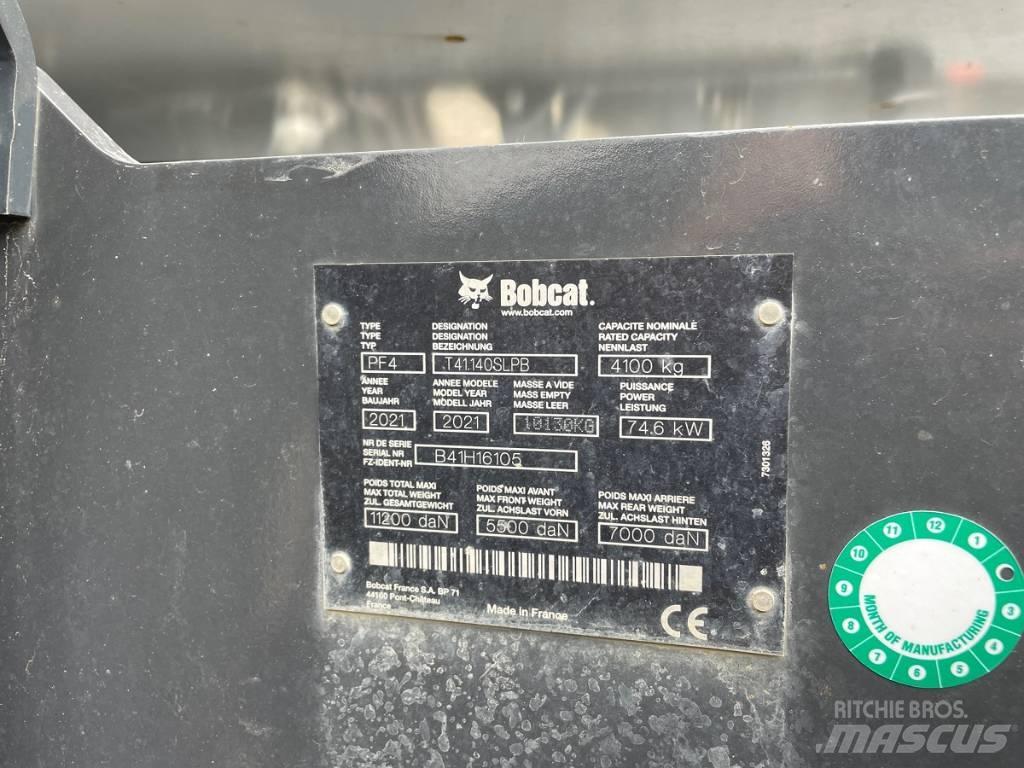 Bobcat.
www.bobcat.com
TYPE
TYPE
TYP
PF4
DESIGNATION
DESIGNATION
BEZEICHNUNG
T41.140SLPB
CAPACITE NOMINALE
RATED CAPACITY
NENNLAST
4100 kg
ANNEE
YEAR
BAUJAHR
2021
ANNEE MODELE
MODEL YEAR
MODELL JAHR
2021
MASSE A VIDE
MASS EMPTY
MASSE LEER
10130KG
PUISSANCE
POWER
LEISTUNG
74.6 kW
NR DE SERIE
SERIAL NR
FZ-IDENT-NR
B41H16105
POIDS TOTAL MAXI
MAX TOTAL WEIGHT
ZUL. GESAMTGEWICHT
11200 daN
POIDS MAXI AVANT
MAX FRONT WEIGHT
ZUL. ACHSLAST VORN
5500 daN
POIDS MAXI ARRIERE
MAX REAR WEIGHT
ZUL. ACHSLAST HINTEN
7000 daN
Bobcat France S.A. BP 71
44160 Pont-Château
France
Made in France
CE
7301326
11 12 1
10
9 3
8 4
7 6 5
MONTH OF MANUFACTURING
RITCHIE BROS.
MASCUS